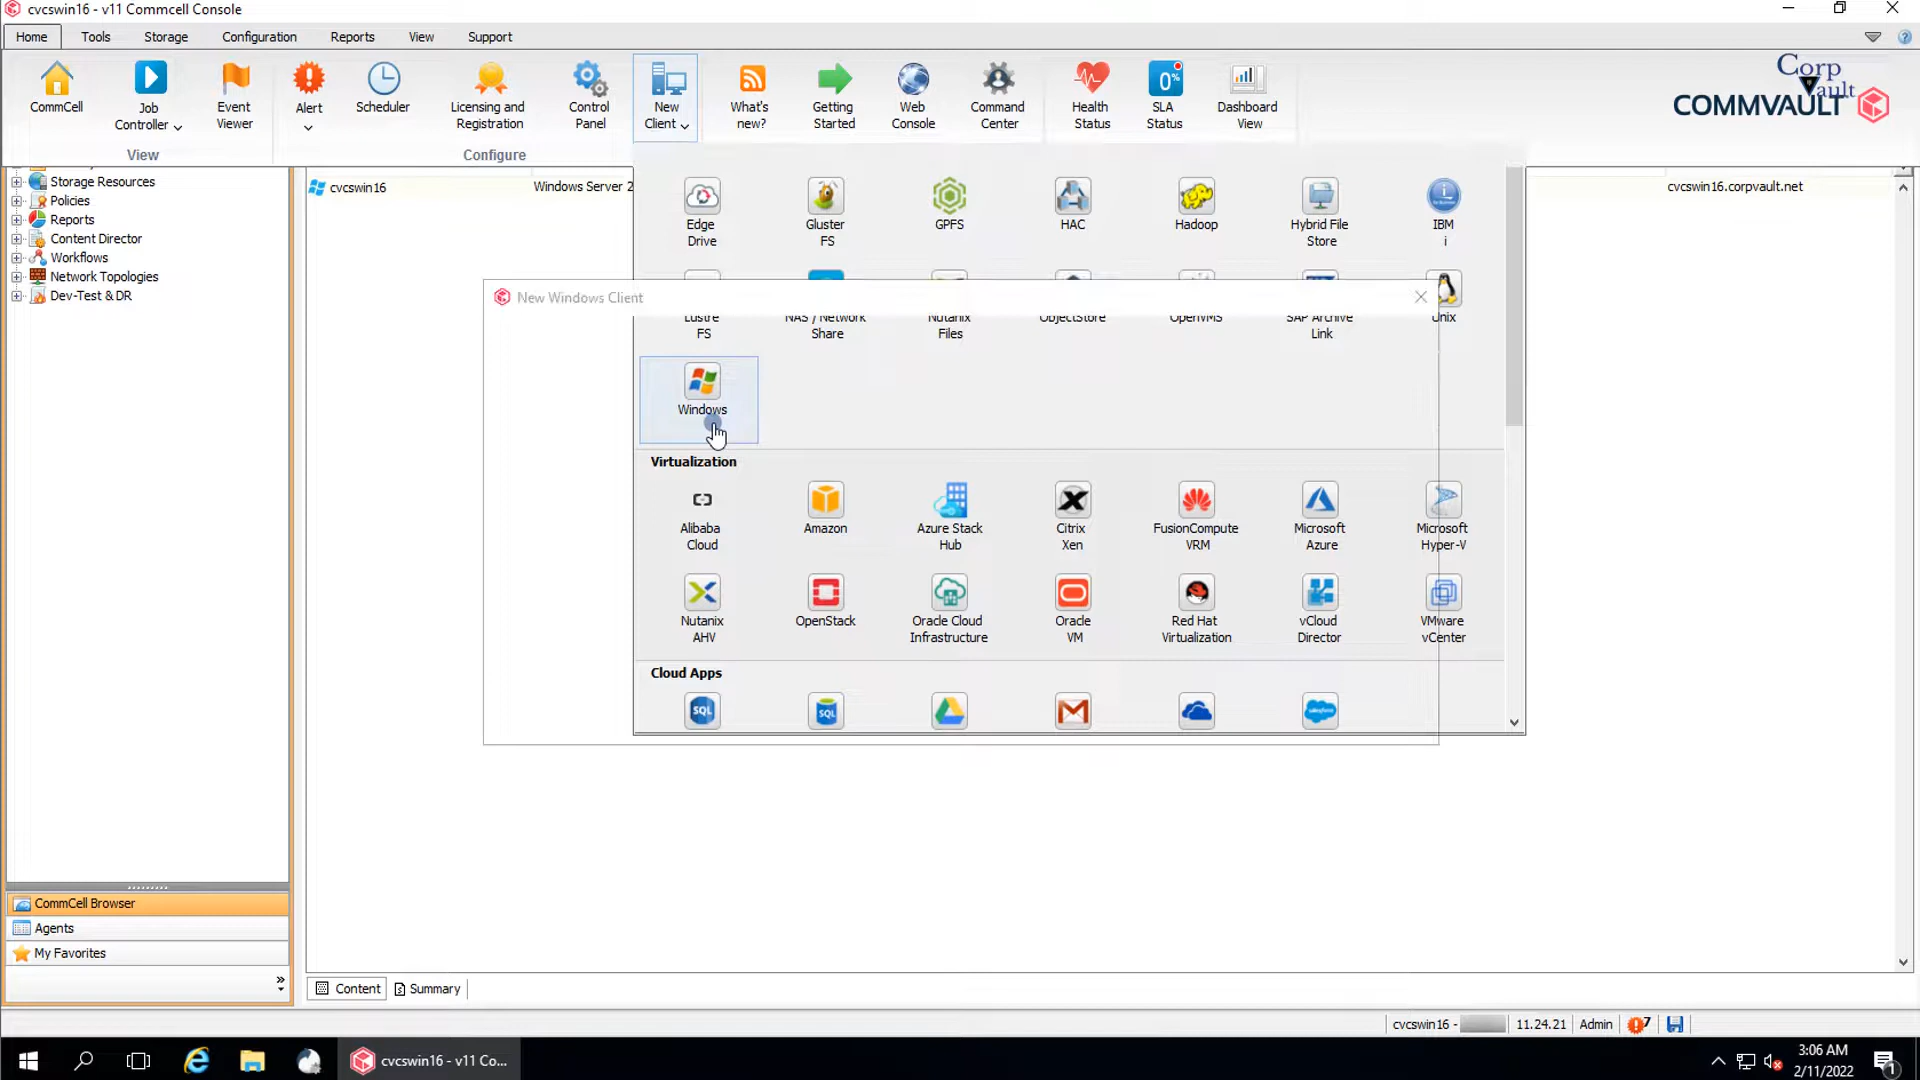 cvcswin16 - v11 Commcell Console
Home Tools Storage Configuration Reports View Support
CommCell
Job Controller
Event Viewer
Alert
Scheduler
Licensing and Registration
Control Panel
New Client
What's new?
Getting Started
Web Console
Command Center
Health Status
0%
SLA Status
Dashboard View
Corp Vault
COMMVAULT
View
Configure
Storage Resources
Policies
Reports
Content Director
Workflows
Network Topologies
Dev-Test & DR
cvcswin16
Windows Server 2
cvcswin16.corpvault.net
Edge Drive
Gluster FS
GPFS
HAC
Hadoop
Hybrid File Store
IBM i
New Windows Client
Lustre FS
NAS / Network Share
Nutanix Files
ObjectStore
OpenVMS
SAP Archive Link
Unix
Windows
Virtualization
Alibaba Cloud
Amazon
Azure Stack Hub
Citrix Xen
FusionCompute VRM
Microsoft Azure
Microsoft Hyper-V
Nutanix AHV
OpenStack
Oracle Cloud Infrastructure
Oracle VM
Red Hat Virtualization
vCloud Director
VMware vCenter
Cloud Apps
SQL
SQL
CommCell Browser
Agents
My Favorites
Content Summary
cvcswin16 -
11.24.21 Admin 7
cvcswin16 - v11 Co...
3:06 AM
2/11/2022
1